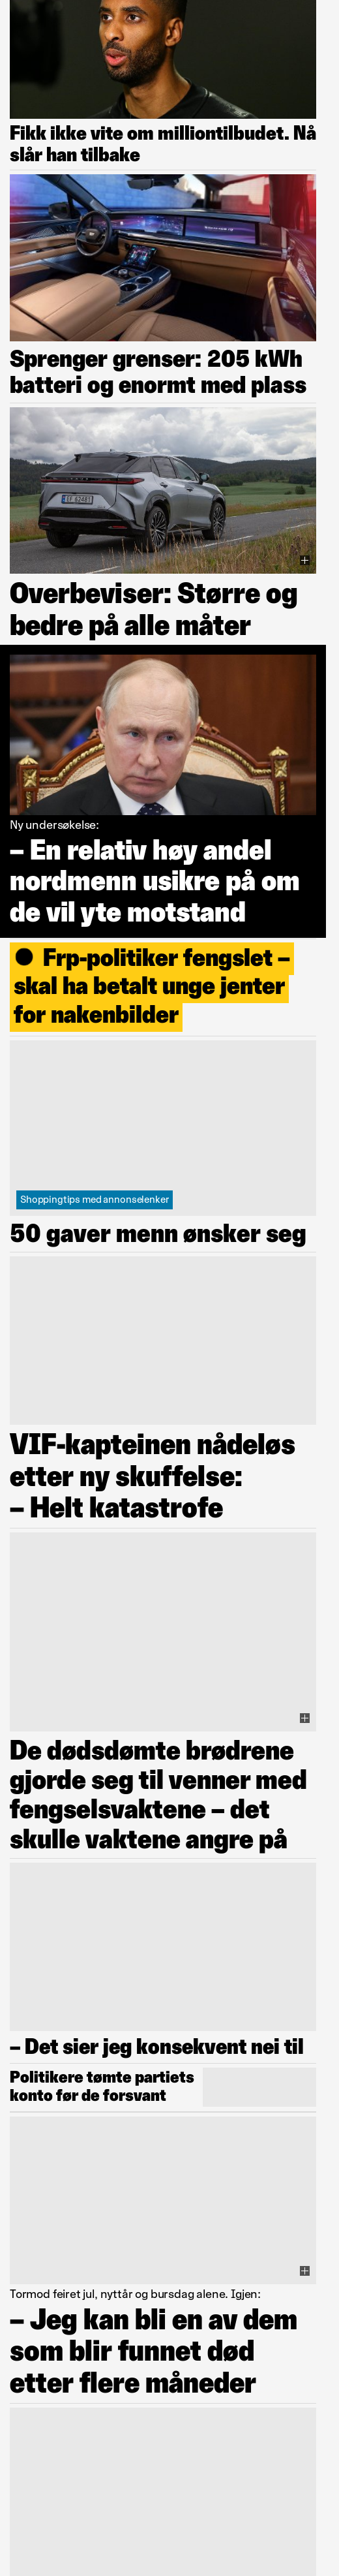 Fikk ikke vite om milliontilbudet. Nå
slår han tilbake
Sprenger grenser: 205 kWh
batteri og enormt med plass
Overbeviser: Større og
bedre på alle måter
Ny undersøkelse:
– En relativ høy andel
nordmenn usikre på om
de vil yte motstand
Frp-politiker fengslet –
skal ha betalt unge jenter
for nakenbilder
Shoppingtips med annonselenker
50 gaver menn ønsker seg
VIF-kapteinen nådeløs
etter ny skuffelse:
– Helt katastrofe
De dødsdømte brødrene
gjorde seg til venner med
fengselsvaktene – det
skulle vaktene angre på
– Det sier jeg konsekvent nei til
Politikere tømte partiets
konto før de forsvant
Tormod feiret jul, nyttår og bursdag alene. Igjen:
– Jeg kan bli en av dem
som blir funnet død
etter flere måneder